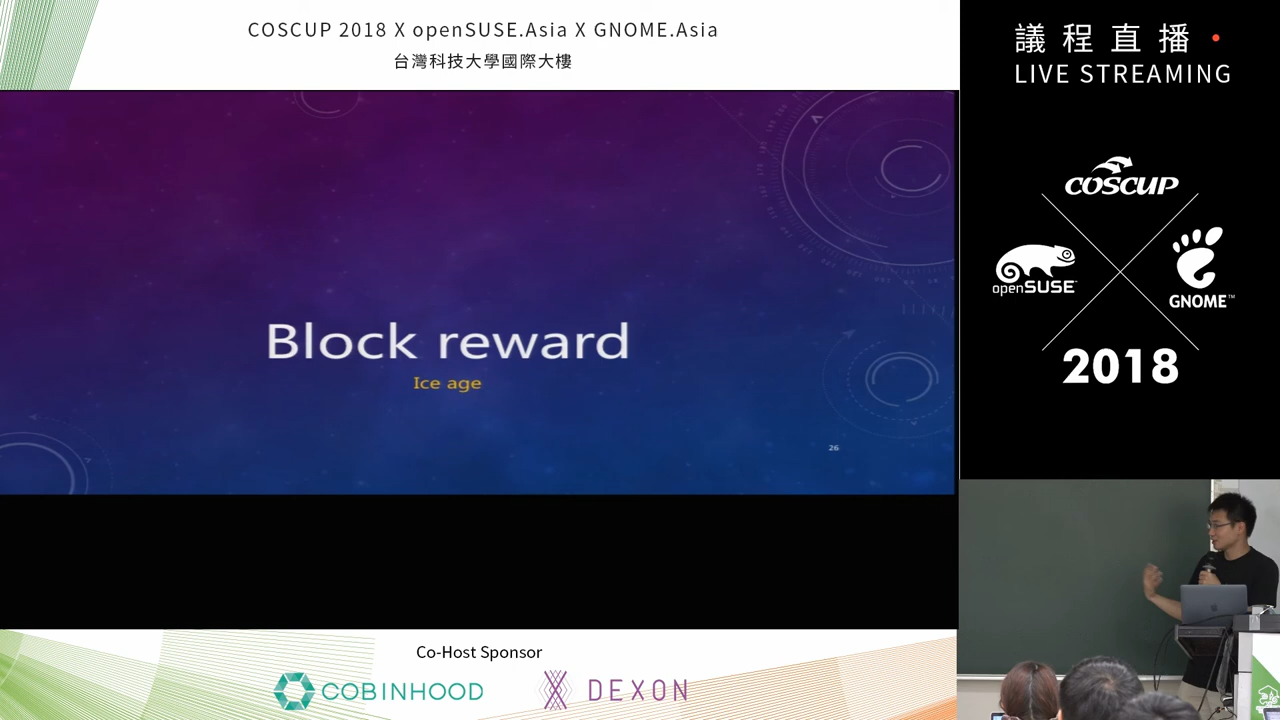 COSCUP 2018 X openSUSE.Asia X GNOME.Asia
台灣科技大學國際大樓
Block reward
Ice age
26
Co-Host Sponsor
COBINHOOD
DEXON
議程直播
LIVE STREAMING
COSCUP
openSUSE
GNOME™
2018